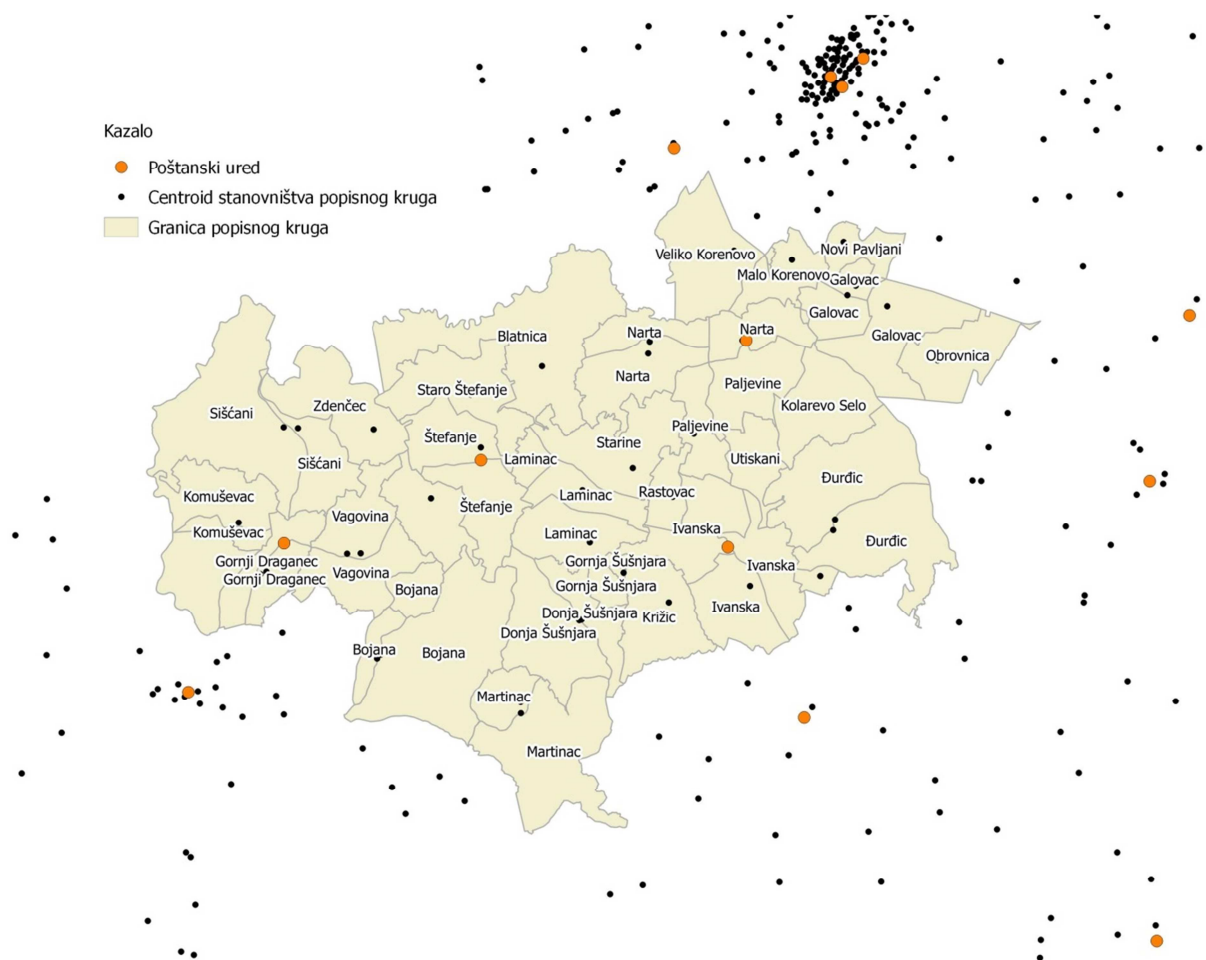 Kazalo
Poštanski ured
Centroid stanovništva popisnog kruga
Granica popisnog kruga
Novi Pavljani
Veliko Korenovo
Malo Korenovo
Galovac
Galovac
Narta
Narta
Blatnica
Galovac
Obrovnica
Narta
Paljevine
Staro Štefanje
Zdenčec
Kolarevo Selo
Sišćani
Paljevine
Štefanje
Starine
Laminac
Utiskani
Sišćani
Đurđic
Komuševac
Laminac
Rastovac
Štefanje
Vagovina
Ivanska
Komuševac
Laminac
Đurđic
Gornji Draganec
Gornja Šušnjara
Ivanska
Vagovina
Gornji Draganec
Gornja Šušnjara
Bojana
Ivanska
Donja Šušnjara
Križic
Donja Šušnjara
Bojana
Bojana
Martinac
Martinac